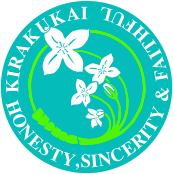 KIRAKUKAI
HONESTY, SINCERITY & FAITHFUL